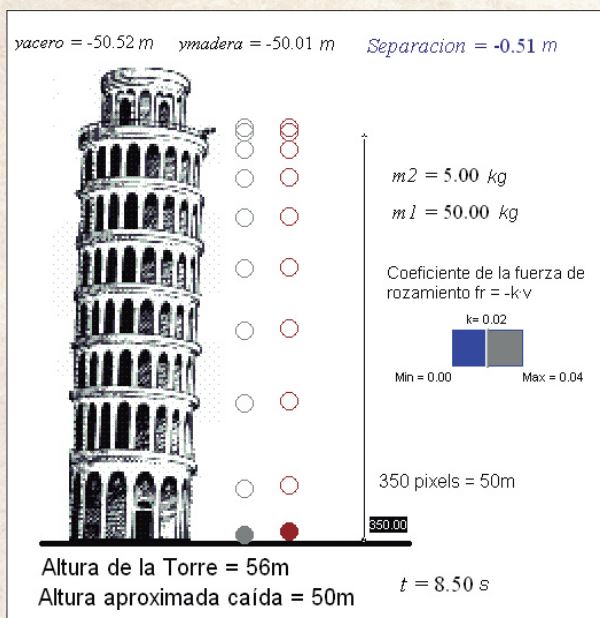 yacero = -50.52 m ymadera = -50.01 m Separacion = -0.51 m
m2 = 5.00 kg
m1 = 50.00 kg
Coeficiente de la fuerza de
rozamiento fr = -k·v
k= 0.02
Min = 0.00 Max = 0.04
350 pixels = 50m
350.00
Altura de la Torre = 56m
Altura aproximada caída = 50m
t = 8.50 s